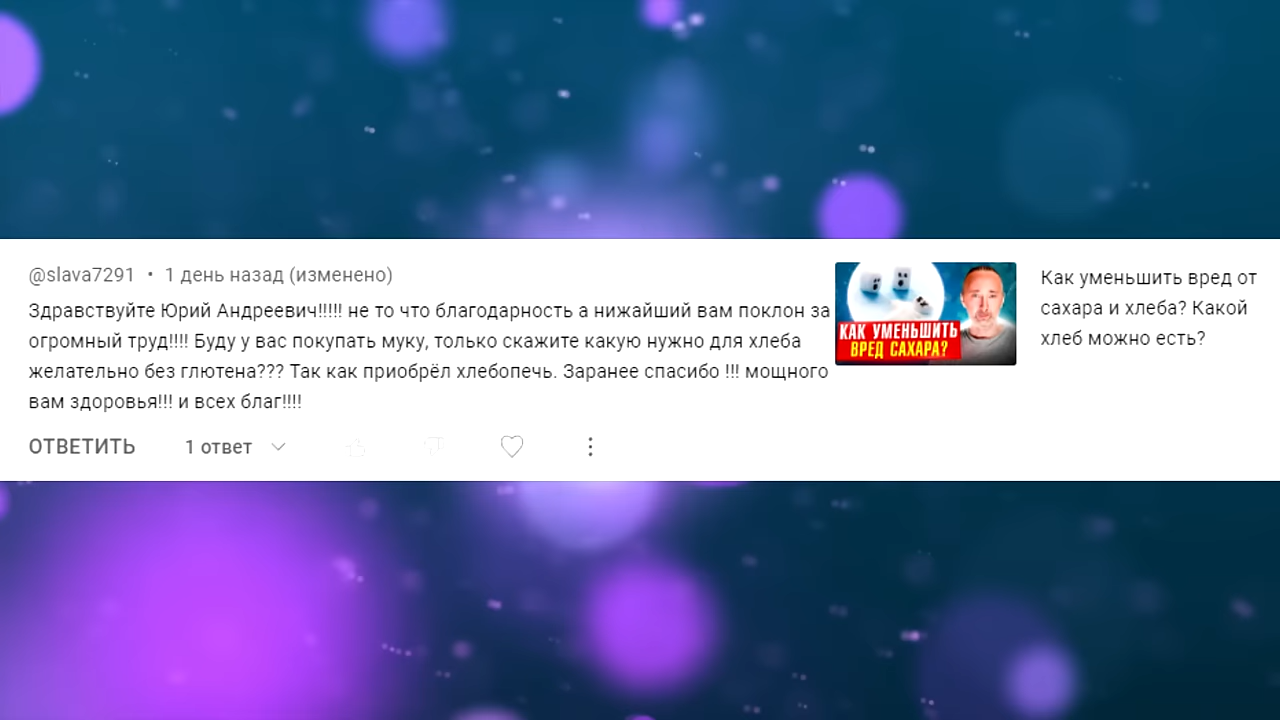 @slava7291 • 1 день назад (изменено)
Здравствуйте Юрий Андреевич!!!!! не то что благодарность а нижайший вам поклон за
огромный труд!!!! Буду у вас покупать муку, только скажите какую нужно для хлеба
желательно без глютена??? Так как приобрёл хлебопечь. Заранее спасибо !!! мощного
вам здоровья!!! и всех благ!!!!
ОТВЕТИТЬ 1 ответ
КАК УМЕНЬШИТЬ
ВРЕД САХАРА?
Как уменьшить вред от
сахара и хлеба? Какой
хлеб можно есть?